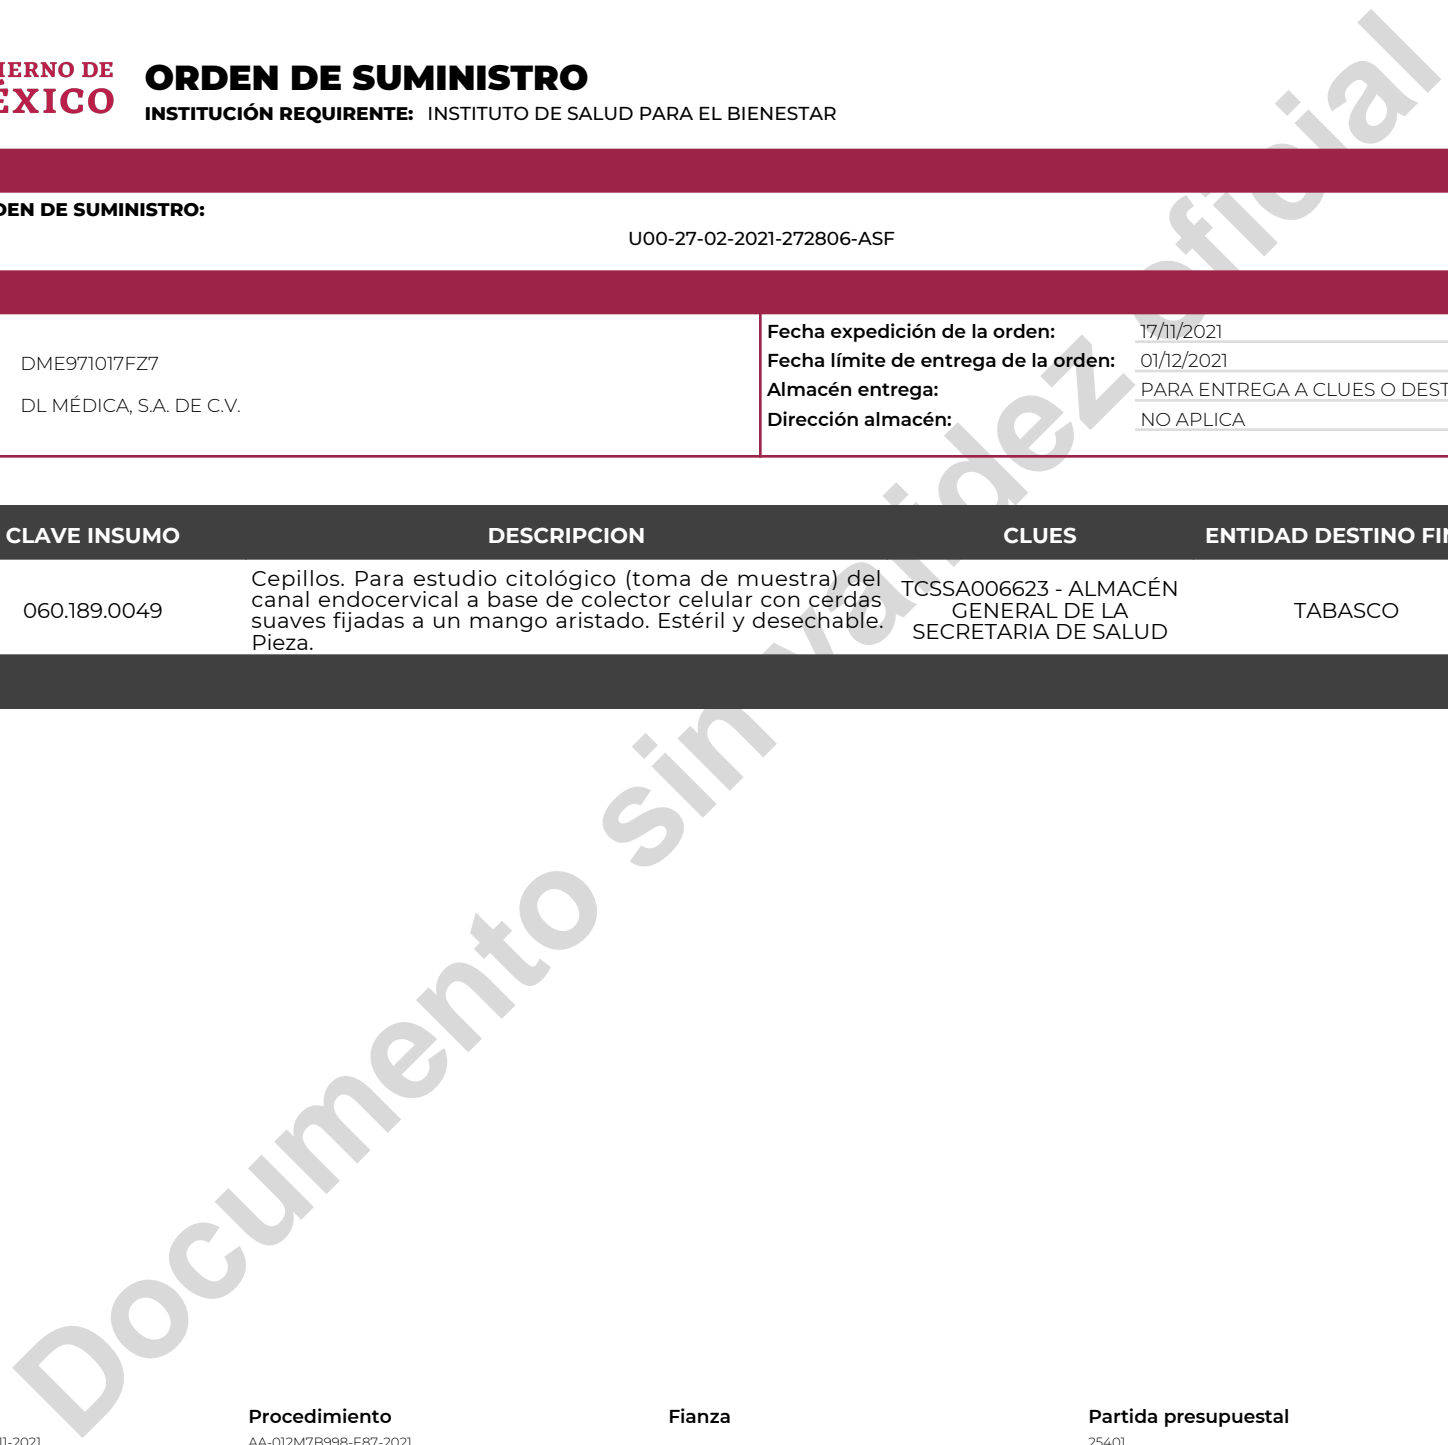 ORDEN DE SUMINISTRO
INSTITUCIÓN REQUIRENTE: INSTITUTO DE SALUD PARA EL BIENESTAR
DE
DE SUMINISTRO:
U00-27-02-2021-272806-ASF
DME971017FZ7
DL MÉDICA, S.A. DE C.V.
Fecha expedición de la orden: 17/11/2021
Fecha límite de entrega de la orden: 01/12/2021
Almacén entrega: PARA ENTREGA A CLUES O
Dirección almacén: NO APLICA
CLAVE INSUMO DESCRIPCION CLUES ENTIDAD DESTINO
060.189.0049
Cepillos. Para estudio citológico (toma de muestra) del
canal endocervical a base de colector celular con cerdas
suaves fijadas a un mango aristado. Estéril y desechable.
Pieza.
TCSSA006623 - ALMACÉN
GENERAL DE LA
SECRETARIA DE SALUD
TABASCO
Documento sin validez oficial
Procedimiento Fianza Partida presupuestal
AA-012M7B998-E87-2021 25401